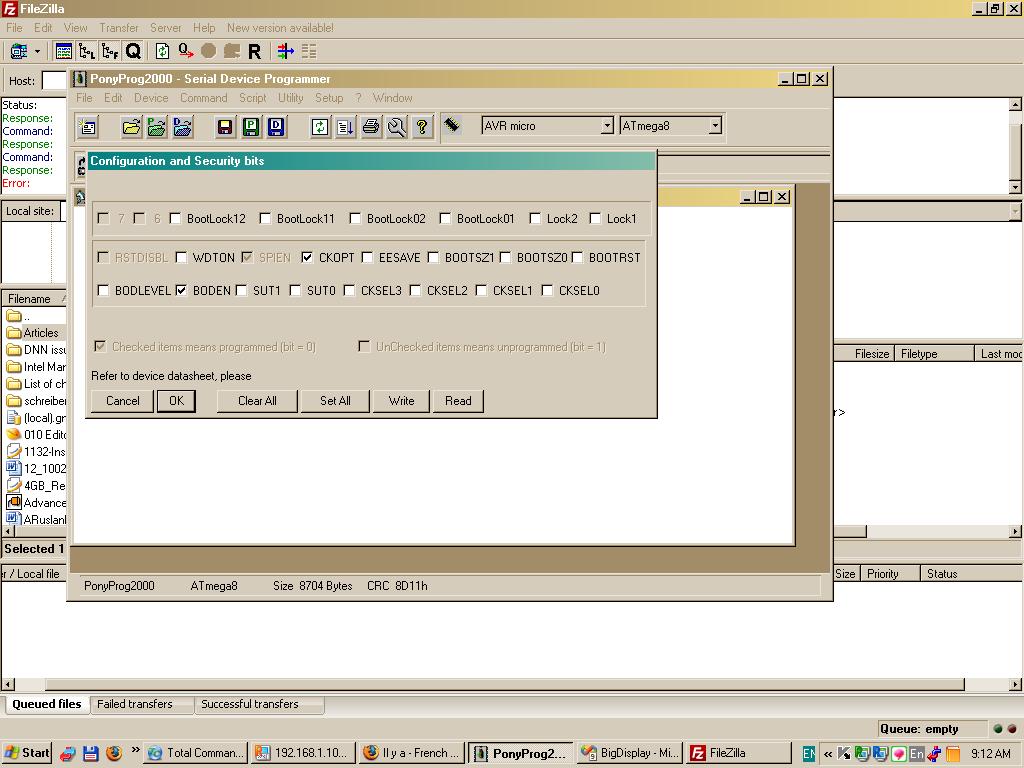 FileZilla
File Edit View Transfer Server Help New version available!
Host:
PonyProg2000 - Serial Device Programmer
File Edit Device Command Script Utility Setup ? Window
AVR micro ATmega8
Status:
Response:
Command:
Response:
Command:
Response:
Error:
Configuration and Security bits
Local site:
7 6 BootLock12 BootLock11 BootLock02 BootLock01 Lock2 Lock1
RSTDISBL WDTON SPIEN CKOPT EESAVE BOOTSZ1 BOOTSZ0 BOOTRST
BODLEVEL BODEN SUT1 SUT0 CKSEL3 CKSEL2 CKSEL1 CKSEL0
Checked items means programmed (bit = 0) UnChecked items means unprogrammed (bit = 1)
Refer to device datasheet, please
Cancel OK Clear All Set All Write Read
Filename
..
Articles
DNN issu
Intel Mar
List of ch
schreiber
(local).gr
010 Edito
1132-Ins
12_1002
4GB_Re
Advance
ARuslanl
Selected 1
Filesize Filetype Last mod
r>
PonyProg2000 ATmega8 Size 8704 Bytes CRC 8D11h
er / Local file Size Priority Status
Queued files Failed transfers Successful transfers
Queue: empty
Start » Total Comman... 192.168.1.10... Il y a - French ... PonyProg2... BigDisplay - Mi... FileZilla EN « En 9:12 AM